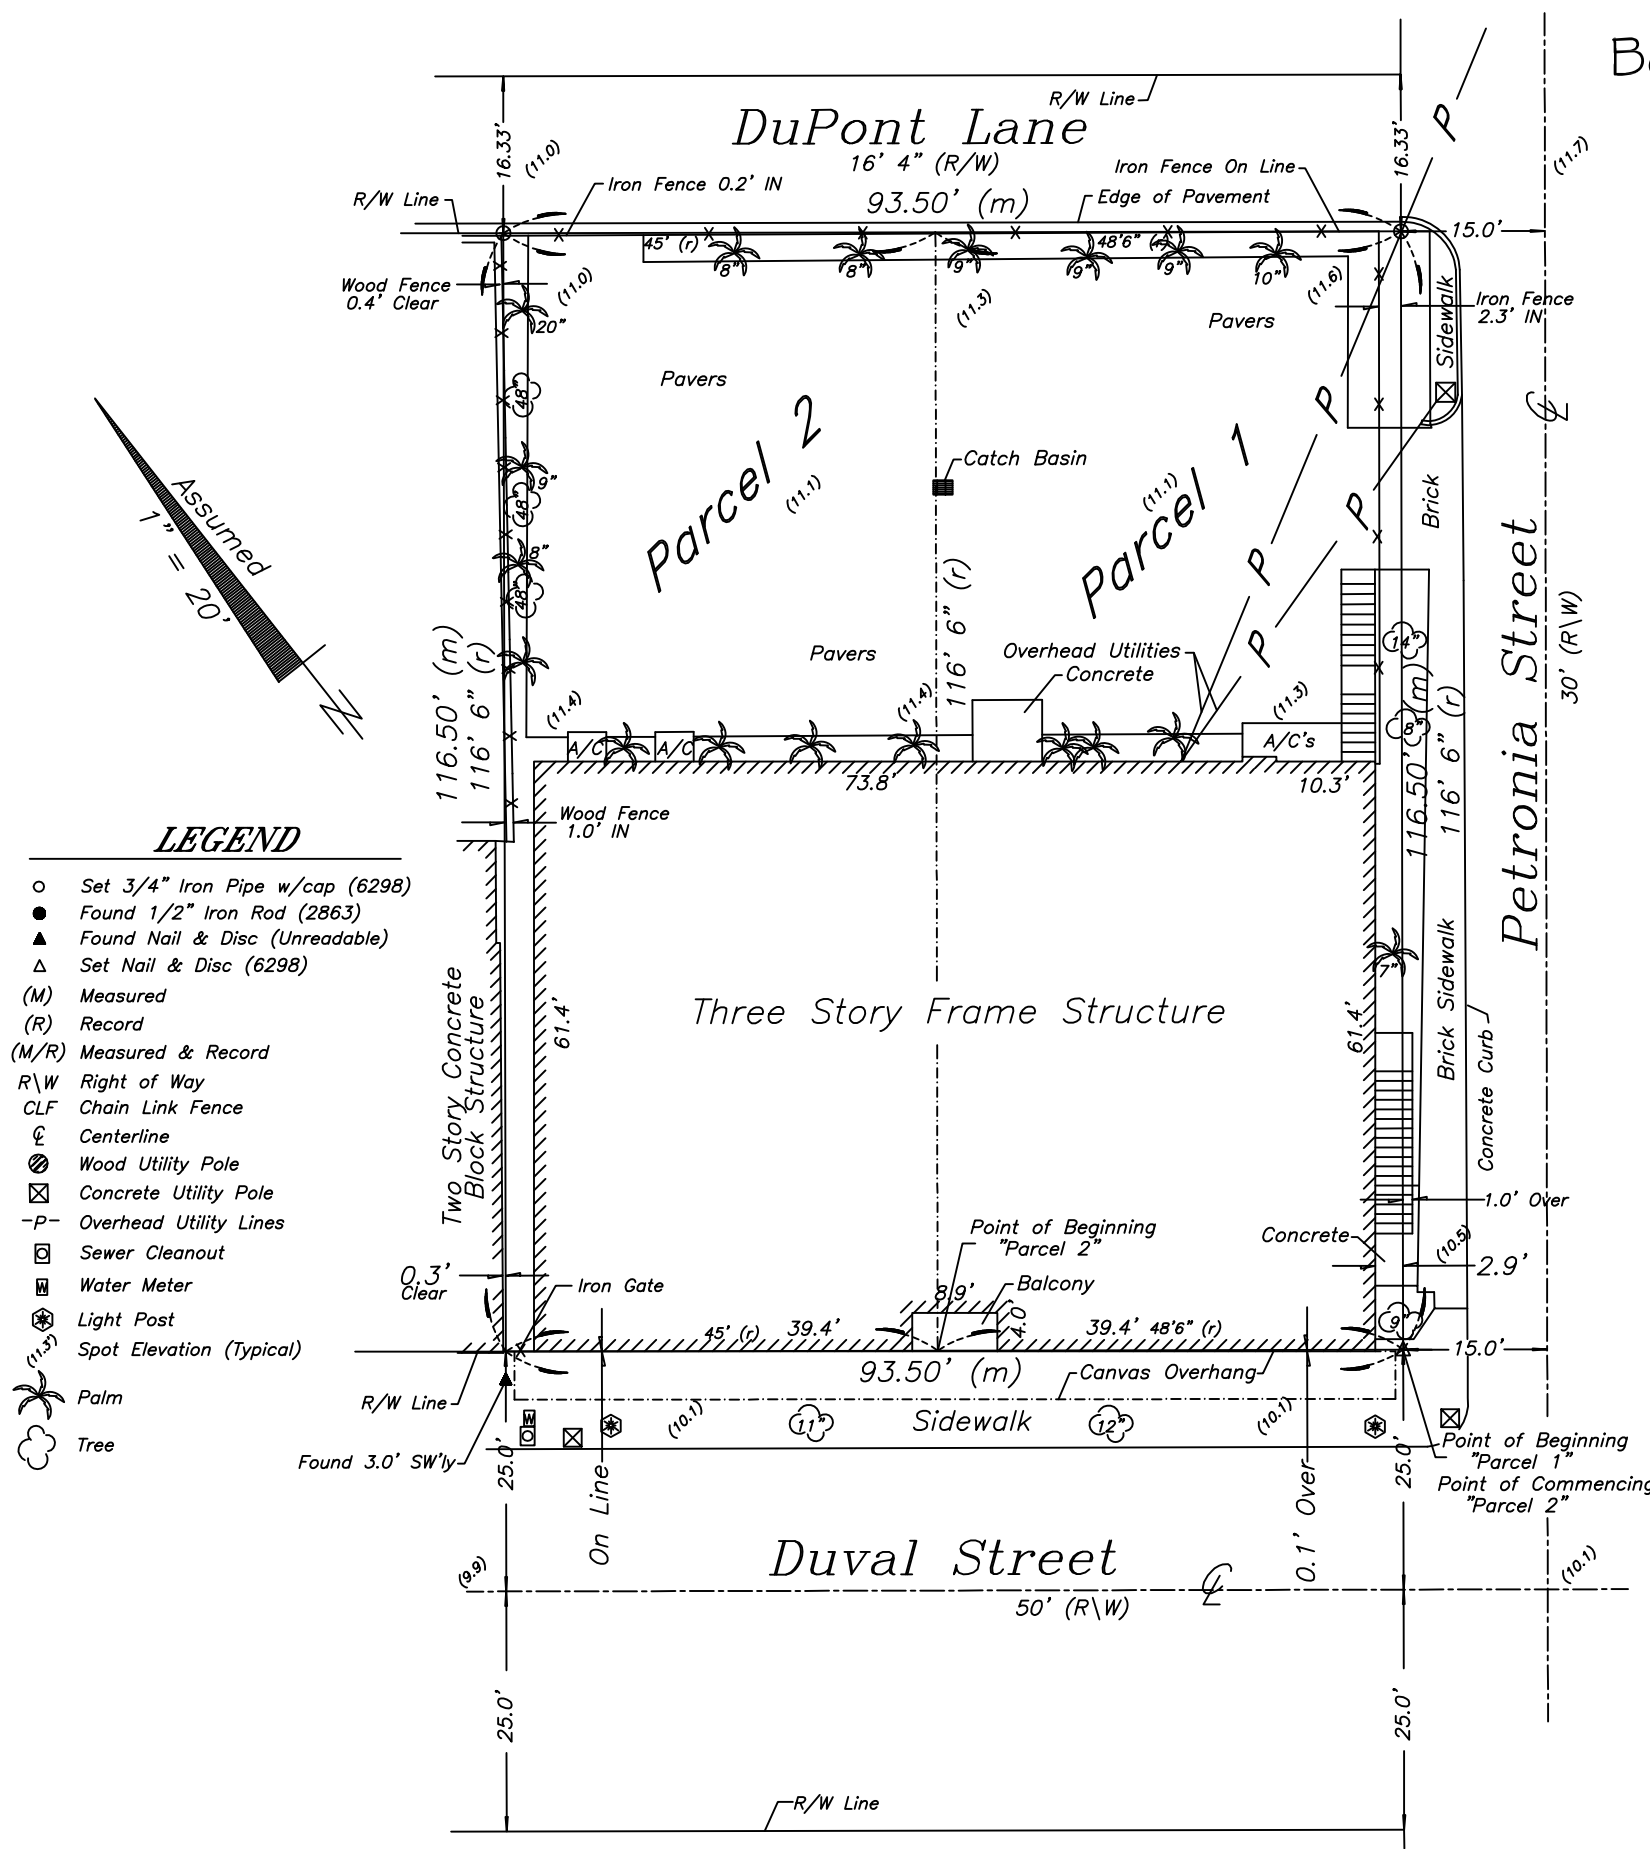 R/W Line
DuPont Lane
16' 4" (R/W)
16.33'
(11.0)
16.33'
P
(11.7)
Iron Fence 0.2' IN
Iron Fence On Line
R/W Line
93.50' (m)
Edge of Pavement
15.0'
45' (r)
48'6"
8"
8"
9"
9"
9"
10"
Wood Fence
0.4' Clear
(11.0)
20"
(11.3)
(11.6)
Iron Fence
2.3' IN
Sidewalk
Pavers
Pavers
48"
Parcel 2
(11.1)
Catch Basin
Parcel 1
(11.1)
P
P
Brick
Assumed
1" = 20'
N
9"
48"
8"
48"
P
P
Petronia Street
30' (R\W)
116.50' (m)
116' 6" (r)
116' 6" (r)
Pavers
Overhead Utilities
Concrete
14"
(11.4)
(11.4)
(11.3)
8"
116.50' (m)
116' 6" (r)
A/C
A/C
A/C's
73.8'
10.3'
Wood Fence
1.0' IN
LEGEND
Set 3/4" Iron Pipe w/cap (6298)
Found 1/2" Iron Rod (2863)
Found Nail & Disc (Unreadable)
Set Nail & Disc (6298)
(M) Measured
(R) Record
(M/R) Measured & Record
R\W Right of Way
CLF Chain Link Fence
℄ Centerline
Wood Utility Pole
Concrete Utility Pole
-P- Overhead Utility Lines
Sewer Cleanout
W Water Meter
Light Post
(11.3') Spot Elevation (Typical)
Palm
Tree
Two Story Concrete
Block Structure
61.4'
Three Story Frame Structure
61.4'
7"
Brick Sidewalk
Concrete Curb
1.0' Over
Point of Beginning
"Parcel 2"
Concrete
(10.5)
2.9'
0.3'
Clear
Iron Gate
8.9'
Balcony
4.0
9"
45' (r)
39.4'
39.4'
48'6" (r)
15.0'
93.50' (m)
Canvas Overhang
R/W Line
W
(10.1)
11"
Sidewalk
12"
(10.1)
Found 3.0' SW'ly
25.0'
25.0'
Point of Beginning
"Parcel 1"
Point of Commencing
"Parcel 2"
On Line
0.1' Over
Duval Street
℄
50' (R\W)
(9.9)
(10.1)
25.0'
25.0'
R/W Line
℄